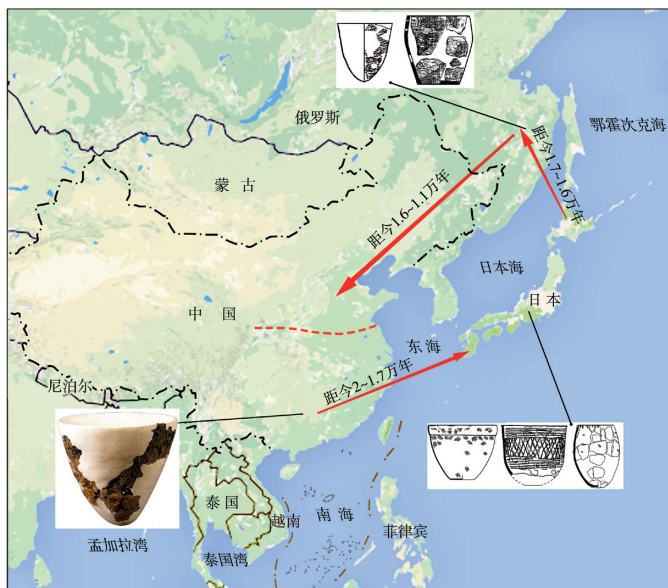 俄罗斯
鄂霍次克海
距今1.7~1.6万年
蒙古
距今1.6~1.1万年
日本海
日本
中国
东海
尼泊尔
距今2~1.7万年
泰国
越南
南海
菲律宾
孟加拉湾
泰国湾